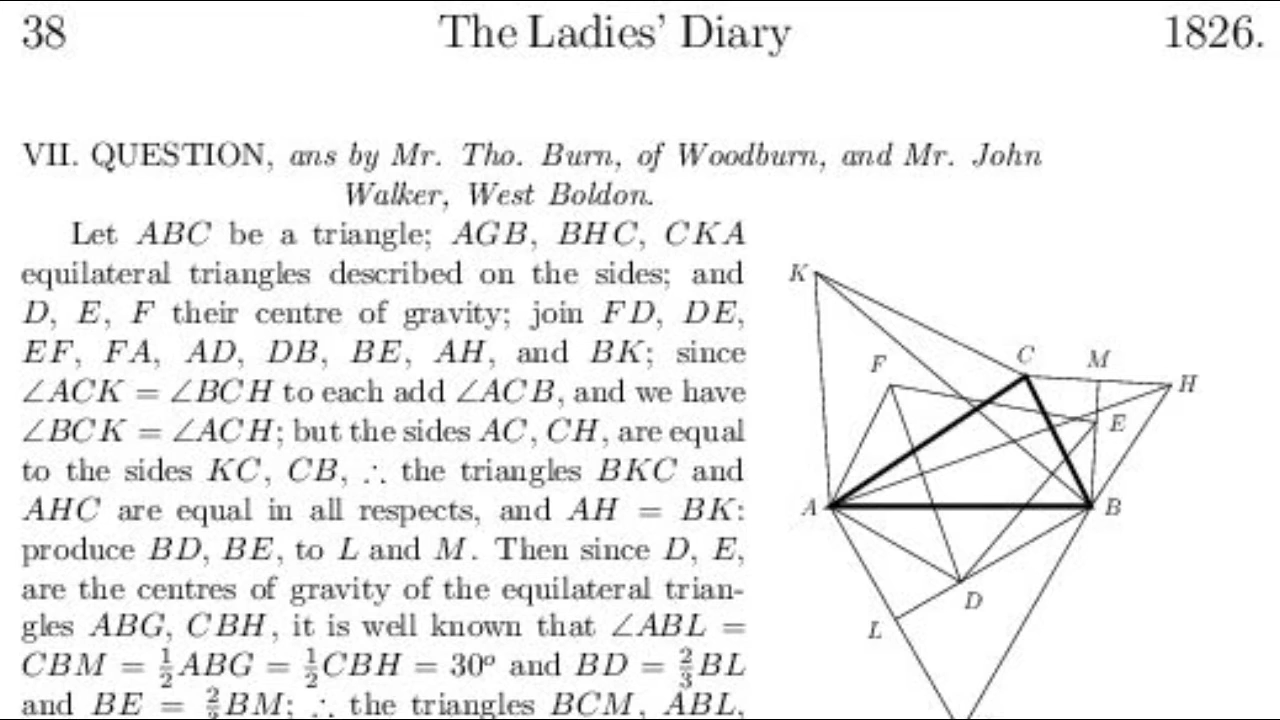 38 The Ladies' Diary 1826.
VII. QUESTION, ans by Mr. Tho. Burn, of Woodburn, and Mr. John
Walker, West Boldon.
Let ABC be a triangle; AGB, BHC, CKA
equilateral triangles described on the sides; and
D, E, F their centre of gravity; join FD, DE,
EF, FA, AD, DB, BE, AH, and BK; since
∠ACK = ∠BCH to each add ∠ACB, and we have
∠BCK = ∠ACH; but the sides AC, CH, are equal
to the sides KC, CB, ∴ the triangles BKC and
AHC are equal in all respects, and AH = BK:
produce BD, BE, to L and M. Then since D, E,
are the centres of gravity of the equilateral trian-
gles ABG, CBH, it is well known that ∠ABL =
CBM = ½ABG = ½CBH = 30º and BD = ⅔BL
and BE = ⅔BM; ∴ the triangles BCM, ABL,
K
C
M
F
H
E
A
B
D
L